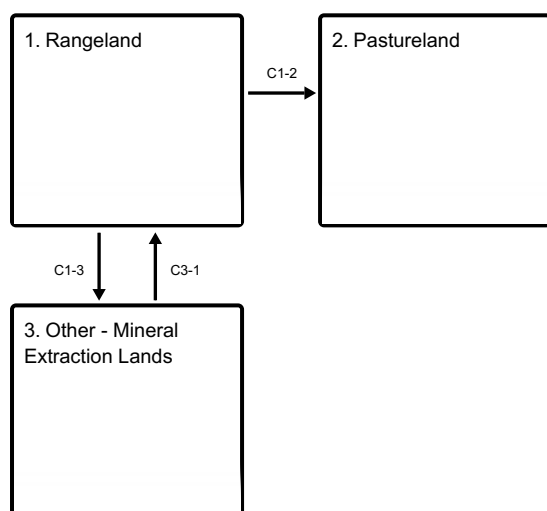 1. Rangeland
2. Pastureland
C1-2
C1-3
C3-1
3. Other - Mineral
Extraction Lands